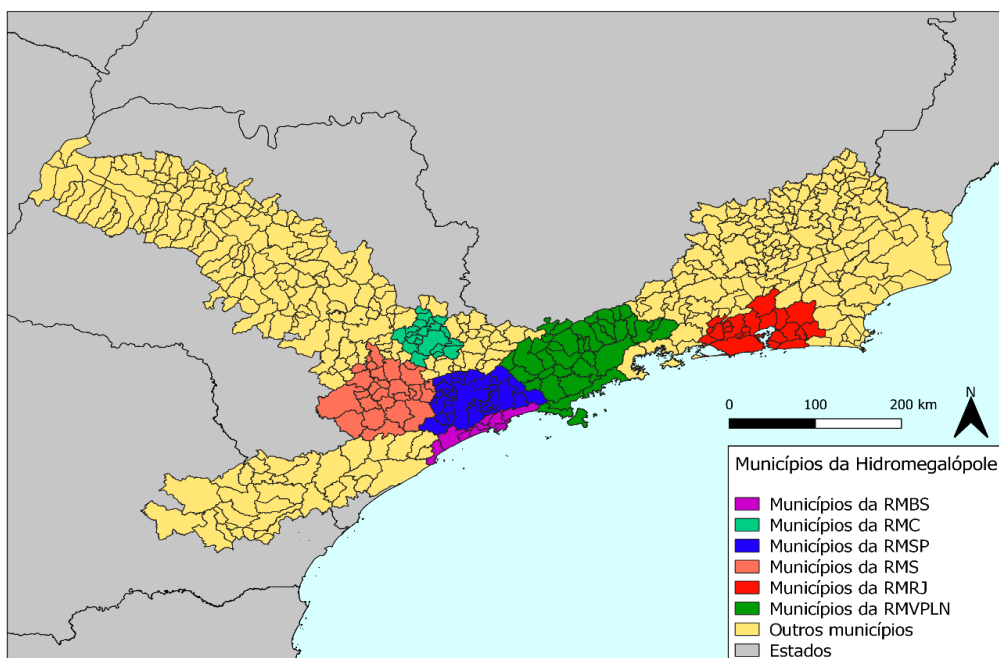 N
0 100 200 km
Municípios da Hidromegalópole
Municípios da RMBS
Municípios da RMC
Municípios da RMSP
Municípios da RMS
Municípios da RMRJ
Municípios da RMVPLN
Outros municípios
Estados